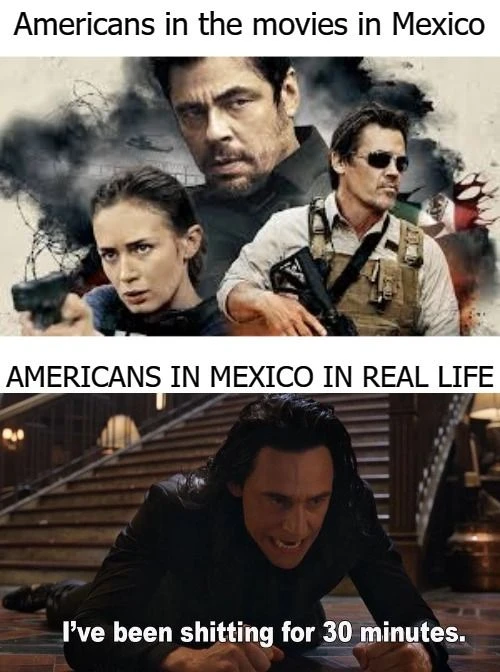 Americans in the movies in Mexico
AMERICANS IN MEXICO IN REAL LIFE
I've been shitting for 30 minutes.